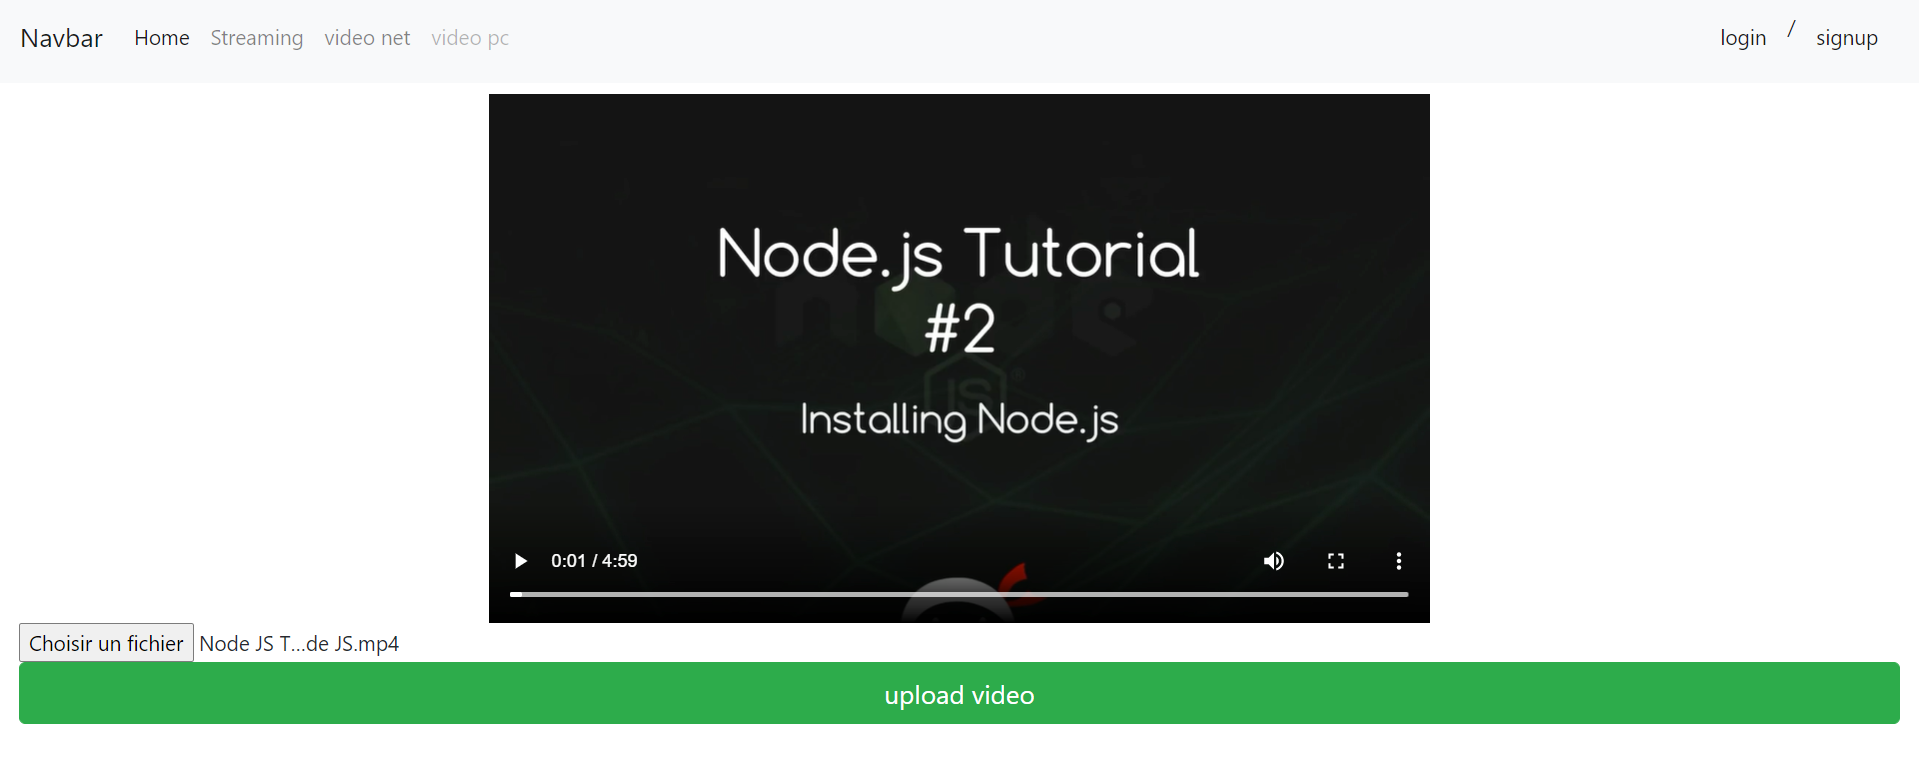 Navbar Home Streaming video net video pc login / signup
Node.js Tutorial
#2
Installing Node.js
0:01 / 4:59
Choisir un fichier Node JS T...de JS.mp4
upload video